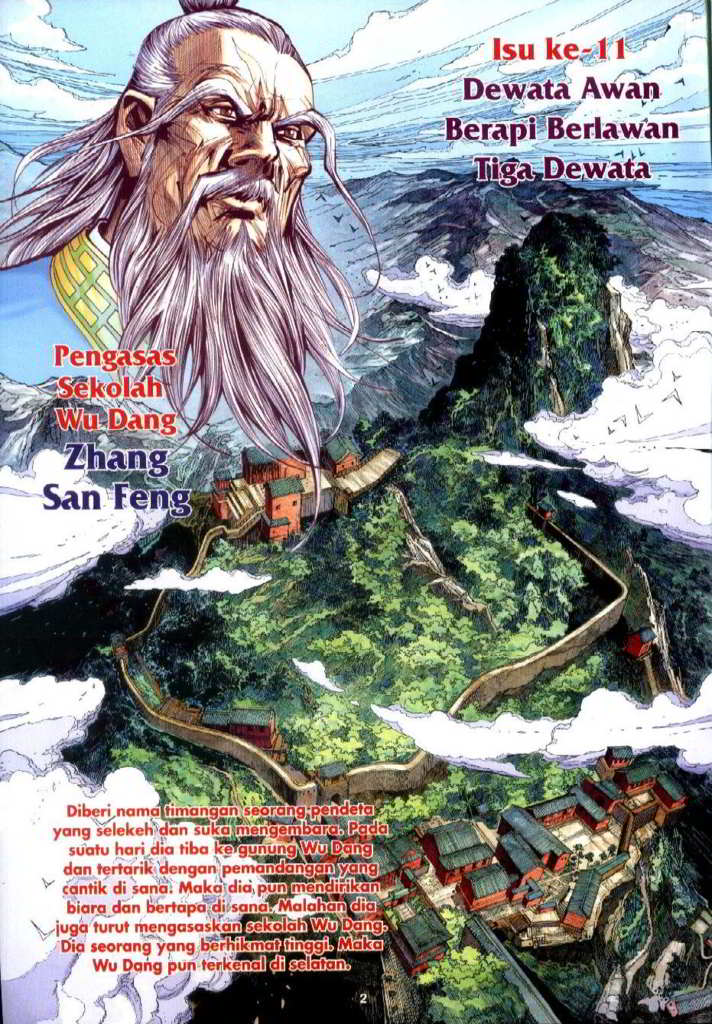 Isu ke-11
Dewata Awan
Berapi Berlawan
Tiga Dewata
Pengasas
Sekolah
Wu Dang
Zhang
San Feng
Diberi nama timangan seorang pendeta
yang selekeh dan suka mengembara. Pada
suatu hari dia tiba ke gunung Wu Dang
dan tertarik dengan pemandangan yang
cantik di sana. Maka dia pun mendirikan
biara dan bertapa di sana. Malahan dia
juga turut mengasaskan sekolah Wu Dang.
Dia seorang yang berhikmat tinggi. Maka
Wu Dang pun terkenal di selatan.
2